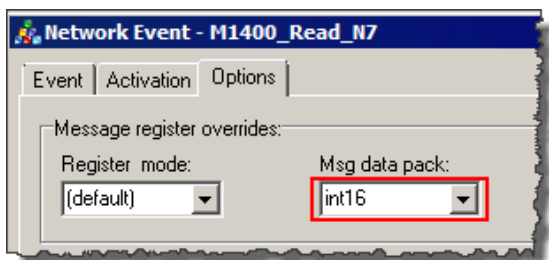 Network Event - M1400_Read_N7
Event Activation Options
Message register overrides:
Register mode: Msg data pack:
(default) int16